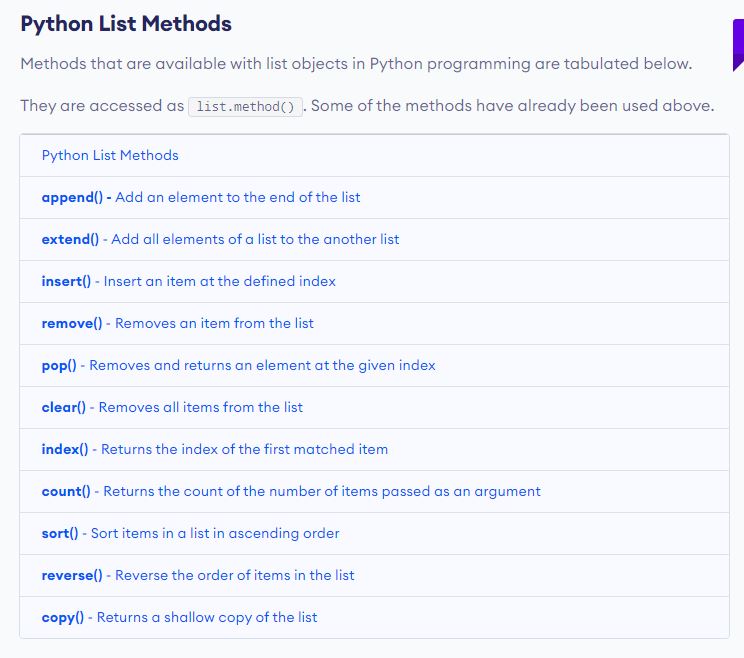 Python List Methods
Methods that are available with list objects in Python programming are tabulated below.
They are accessed as list.method() . Some of the methods have already been used above.
Python List Methods
append() - Add an element to the end of the list
extend() - Add all elements of a list to the another list
insert() - Insert an item at the defined index
remove() - Removes an item from the list
pop() - Removes and returns an element at the given index
clear() - Removes all items from the list
index() - Returns the index of the first matched item
count() - Returns the count of the number of items passed as an argument
sort() - Sort items in a list in ascending order
reverse() - Reverse the order of items in the list
copy() - Returns a shallow copy of the list